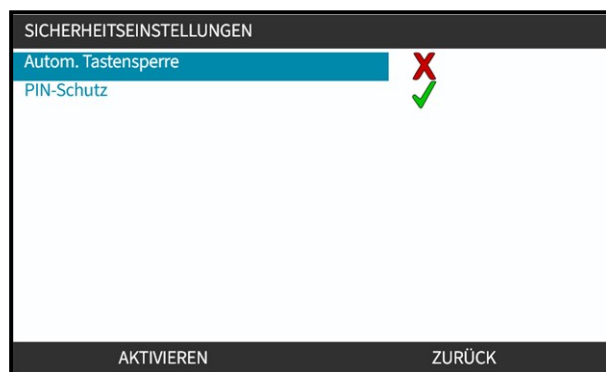 SICHERHEITSEINSTELLUNGEN
Autom. Tastensperre
PIN-Schutz
AKTIVIEREN ZURÜCK